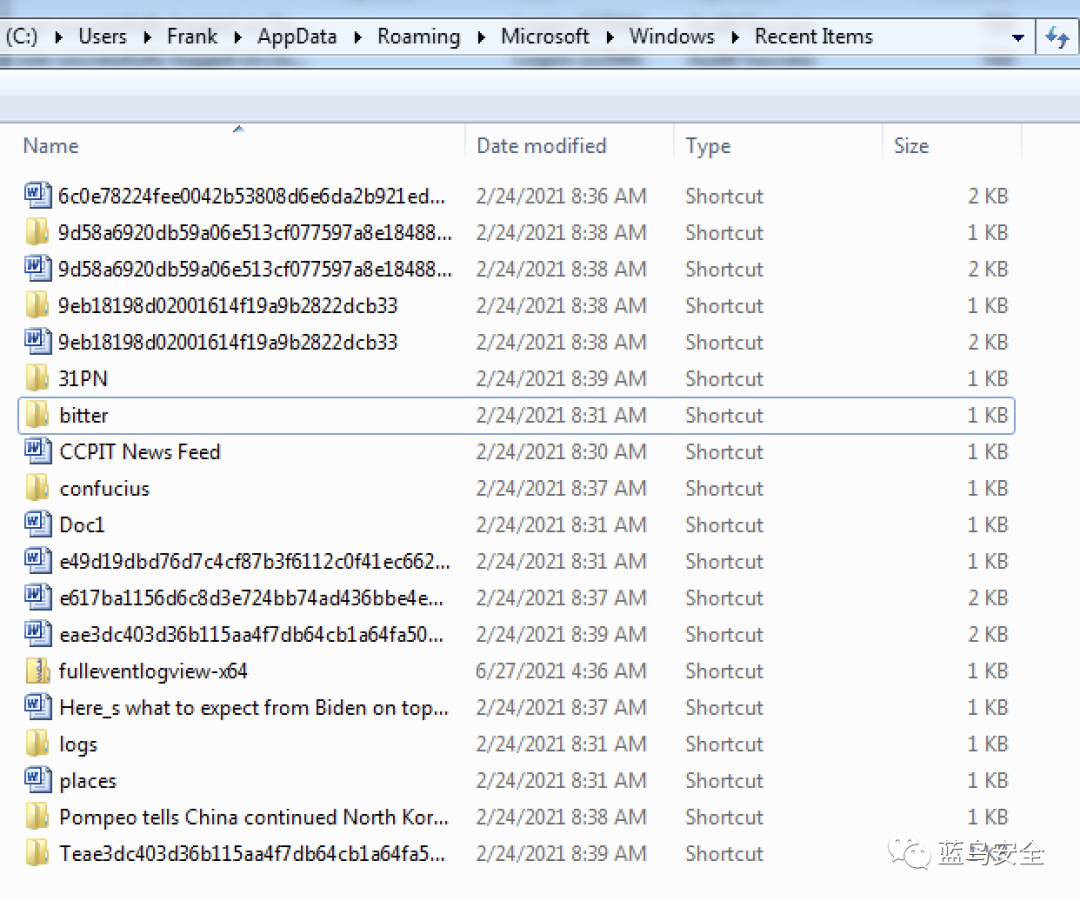 (C:) ▸ Users ▸ Frank ▸ AppData ▸ Roaming ▸ Microsoft ▸ Windows ▸ Recent Items
Name Date modified Type Size
6c0e78224fee0042b53808d6e6da2b921ed... 2/24/2021 8:36 AM Shortcut 2 KB
9d58a6920db59a06e513cf077597a8e18488... 2/24/2021 8:38 AM Shortcut 1 KB
9d58a6920db59a06e513cf077597a8e18488... 2/24/2021 8:38 AM Shortcut 2 KB
9eb18198d02001614f19a9b2822dcb33 2/24/2021 8:38 AM Shortcut 1 KB
9eb18198d02001614f19a9b2822dcb33 2/24/2021 8:38 AM Shortcut 2 KB
31PN 2/24/2021 8:39 AM Shortcut 1 KB
bitter 2/24/2021 8:31 AM Shortcut 1 KB
CCPIT News Feed 2/24/2021 8:30 AM Shortcut 1 KB
confucius 2/24/2021 8:37 AM Shortcut 1 KB
Doc1 2/24/2021 8:31 AM Shortcut 1 KB
e49d19dbd76d7c4cf87b3f6112c0f41ec662... 2/24/2021 8:31 AM Shortcut 1 KB
e617ba1156d6c8d3e724bb74ad436bbe4e... 2/24/2021 8:37 AM Shortcut 2 KB
eae3dc403d36b115aa4f7db64cb1a64fa50... 2/24/2021 8:39 AM Shortcut 2 KB
fulleventlogview-x64 6/27/2021 4:36 AM Shortcut 1 KB
Here_s what to expect from Biden on top... 2/24/2021 8:37 AM Shortcut 1 KB
logs 2/24/2021 8:31 AM Shortcut 1 KB
places 2/24/2021 8:31 AM Shortcut 1 KB
Pompeo tells China continued North Kor... 2/24/2021 8:38 AM Shortcut 1 KB
Teae3dc403d36b115aa4f7db64cb1a64fa5... 2/24/2021 8:39 AM Shortcut
蓝鸟安全